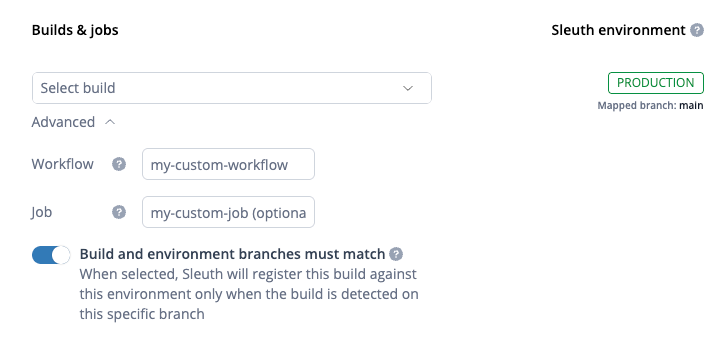 Builds & jobs
Sleuth environment ?
Select build
PRODUCTION
Mapped branch: main
Advanced
Workflow ? my-custom-workflow
Job ? my-custom-job (optiona
Build and environment branches must match ?
When selected, Sleuth will register this build against
this environment only when the build is detected on
this specific branch